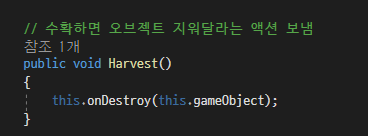 // 수확하면 오브젝트 지워달라는 액션 보냄
참조 1개
public void Harvest()
{
this.onDestroy(this.gameObject);
}